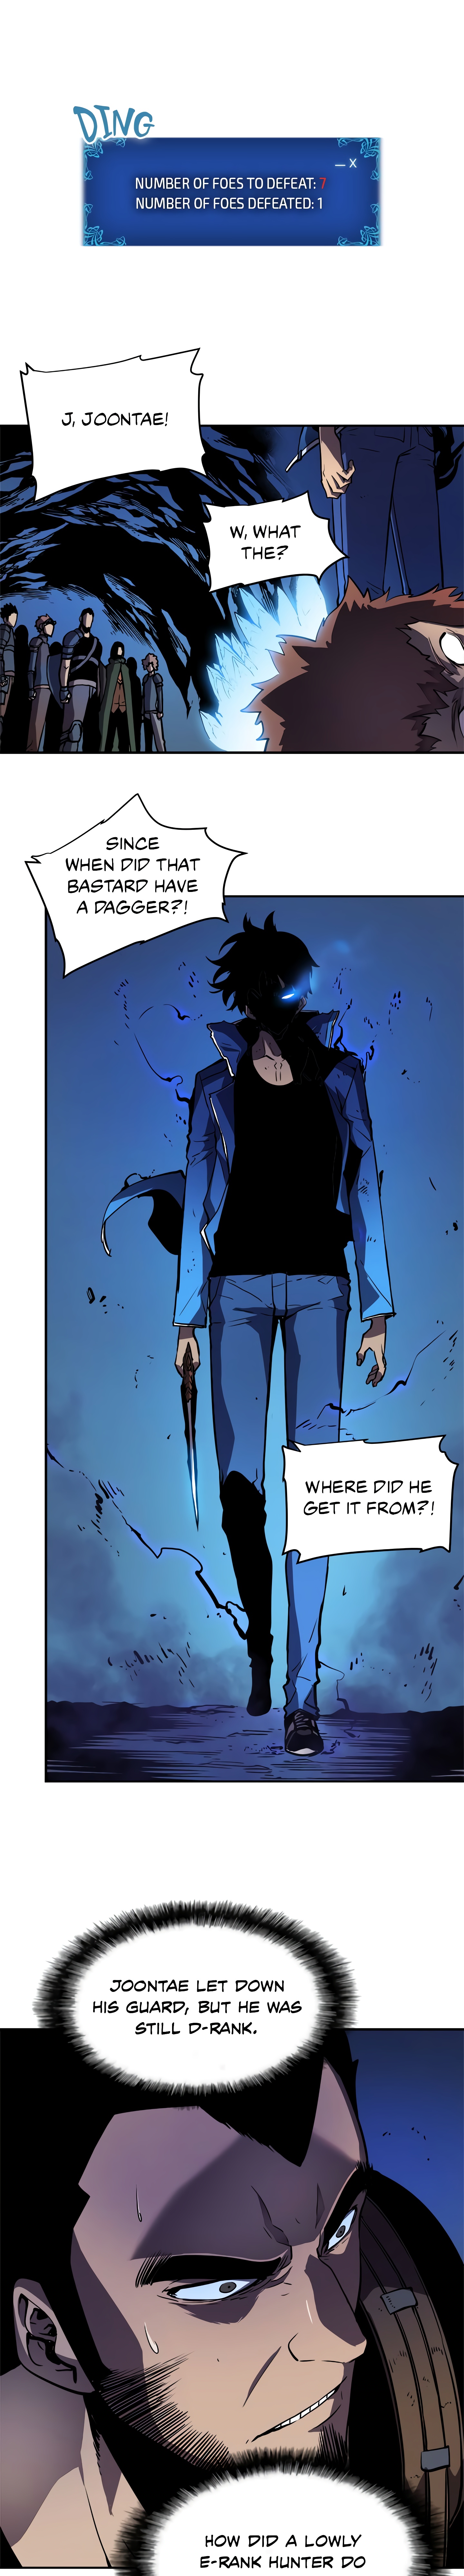 DING
— X
NUMBER OF FOES TO DEFEAT: 7
NUMBER OF FOES DEFEATED: 1
J, JOONTAE!
W, WHAT
THE?
SINCE
WHEN DID THAT
BASTARD HAVE
A DAGGER?!
WHERE DID HE
GET IT FROM?!
JOONTAE LET DOWN
HIS GUARD, BUT HE WAS
STILL D-RANK.
HOW DID A LOWLY
E-RANK HUNTER DO